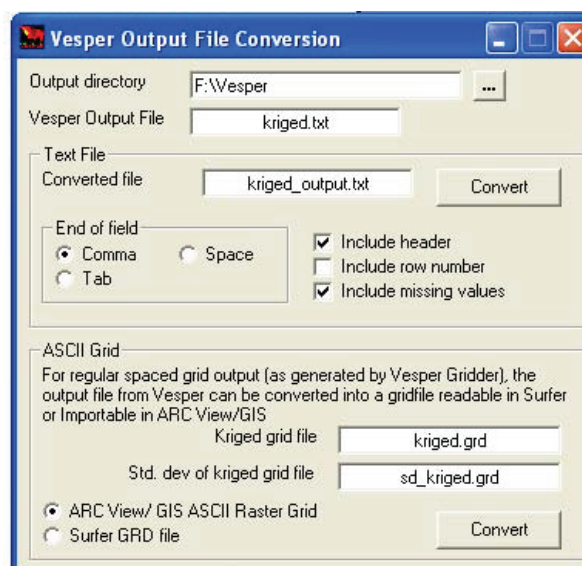 Vesper Output File Conversion
Output directory
F:\Vesper
...
Vesper Output File
kriged.txt
Text File
Converted file
kriged_output.txt
Convert
End of field
Comma
Space
Tab
Include header
Include row number
Include missing values
ASCII Grid
For regular spaced grid output (as generated by Vesper Gridder), the
output file from Vesper can be converted into a gridfile readable in Surfer
or Importable in ARC View/GIS
Kriged grid file
kriged.grd
Std. dev of kriged grid file
sd_kriged.grd
ARC View/ GIS ASCII Raster Grid
Surfer GRD file
Convert